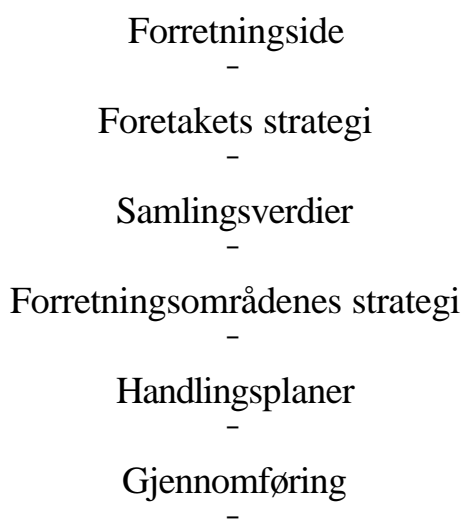 Forretningside
–
Foretakets strategi
–
Samlingsverdier
–
Forretningsområdenes strategi
–
Handlingsplaner
–
Gjennomføring
–